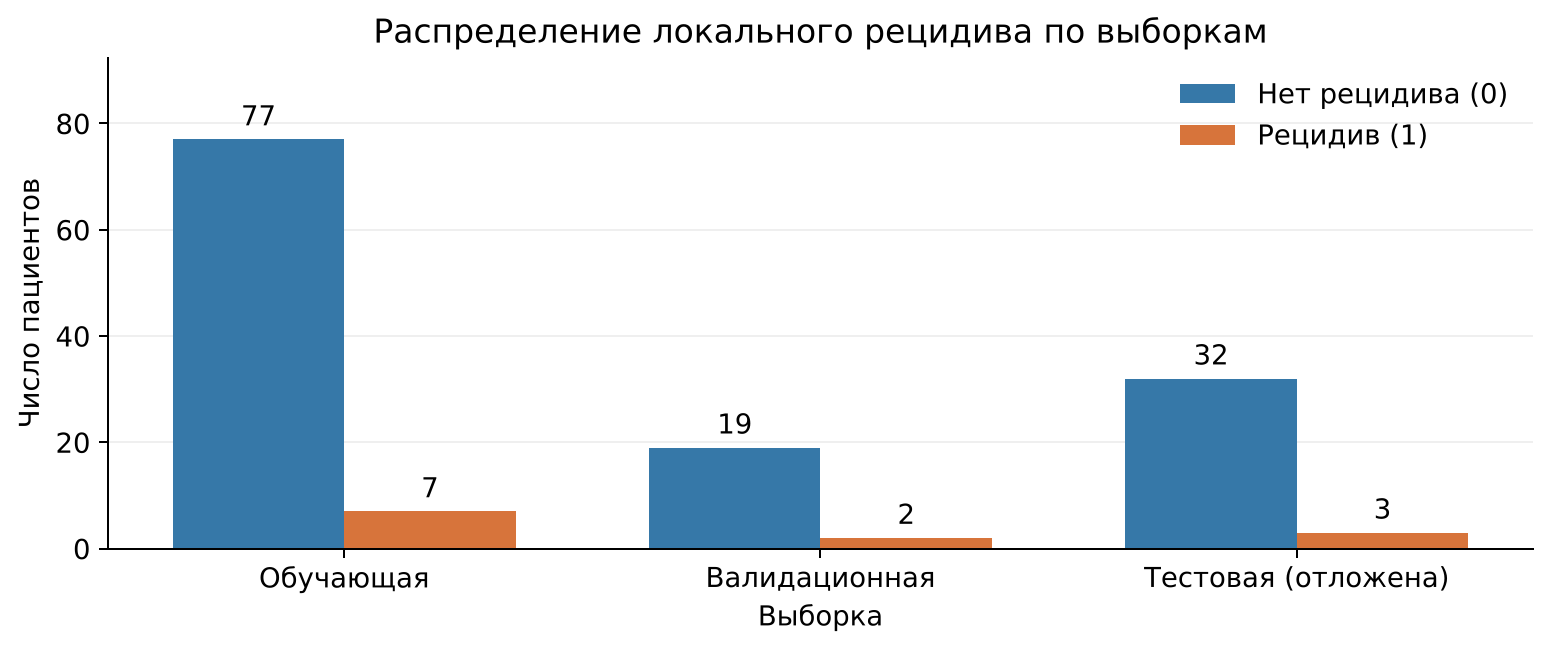 Распределение локального рецидива по выборкам
Нет рецидива (0)
Рецидив (1)
Число пациентов
80
60
40
20
0
77
7
19
2
32
3
Обучающая
Валидационная
Тестовая (отложена)
Выборка